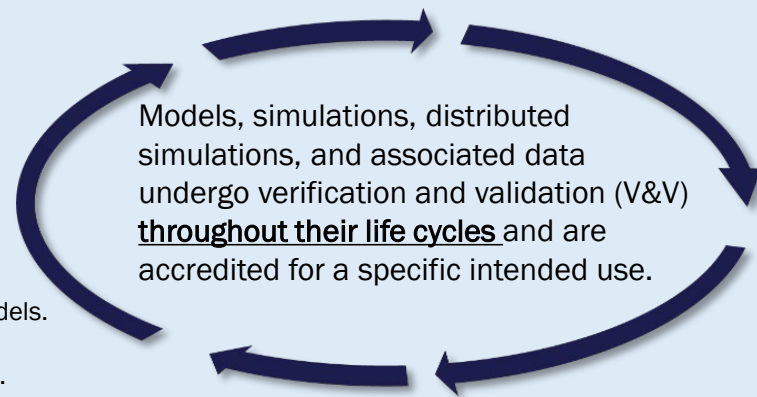 Models, simulations, distributed
simulations, and associated data
undergo verification and validation (V&V)
throughout their life cycles and are
accredited for a specific intended use.